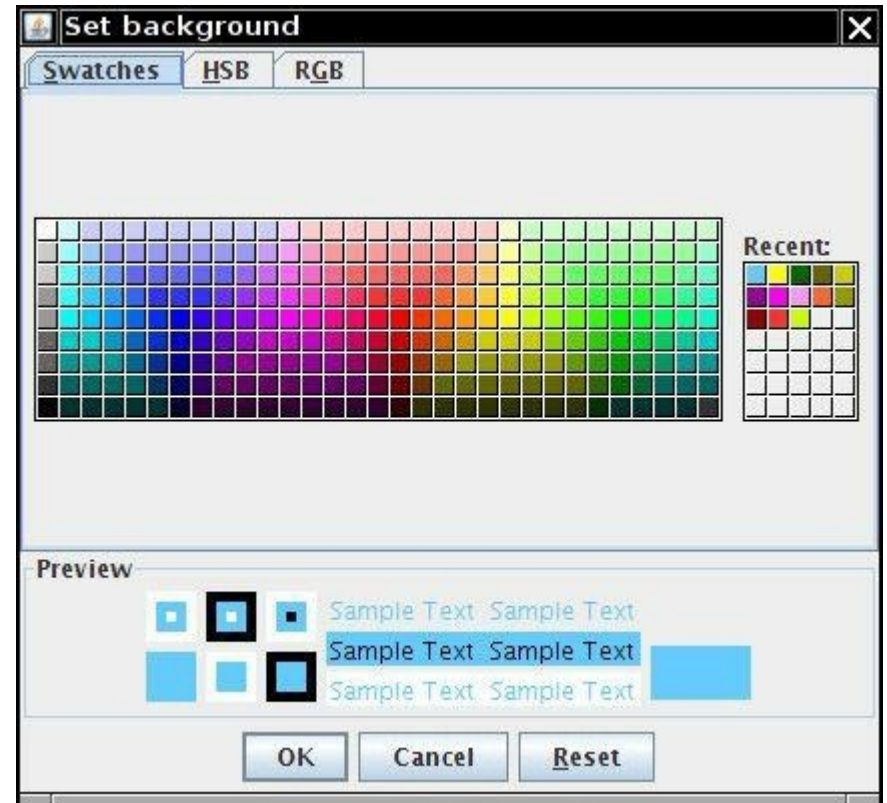 Set background
Swatches HSB RGB
Recent:
Preview
Sample Text Sample Text
Sample Text Sample Text
Sample Text Sample Text
OK Cancel Reset